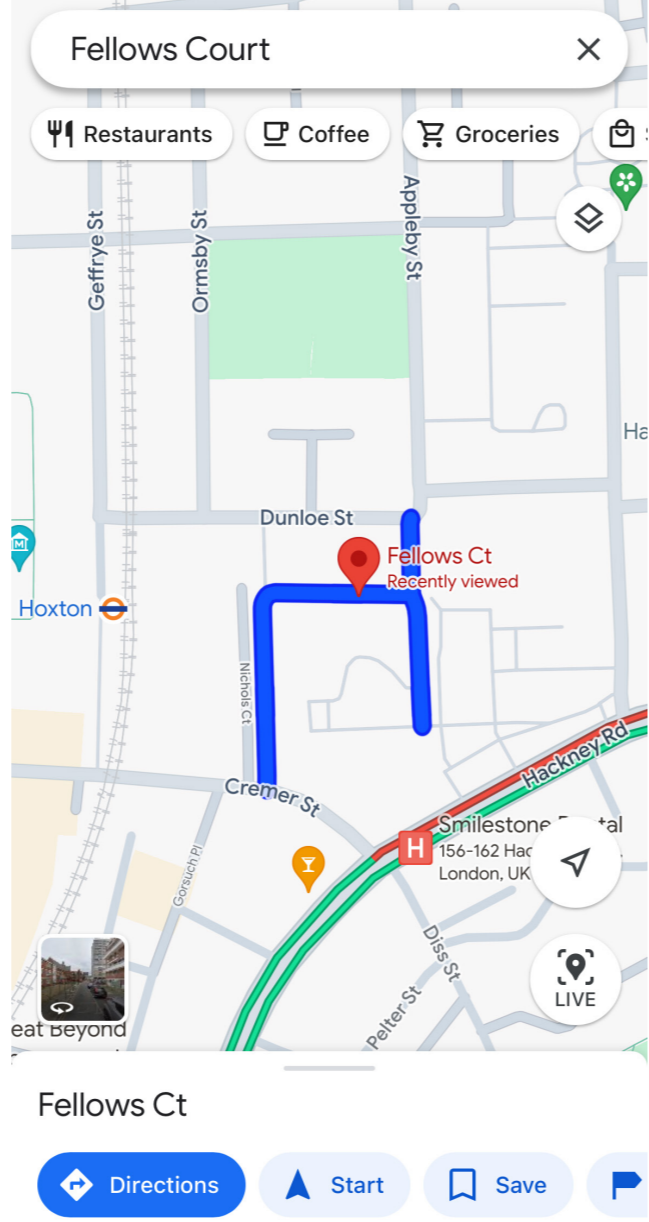 Fellows Court
Restaurants
Coffee
Groceries
Geffrye St
Ormsby St
Appleby St
Ha
Dunloe St
Fellows Ct
Recently viewed
Hoxton
Nichols Ct
Hackney Rd
Cremer St
H
Smilestone
156-162 Hac
London, UK
Gorsuch Pl
Diss St
Pelter St
LIVE
eat Beyond
Fellows Ct
Directions
Start
Save